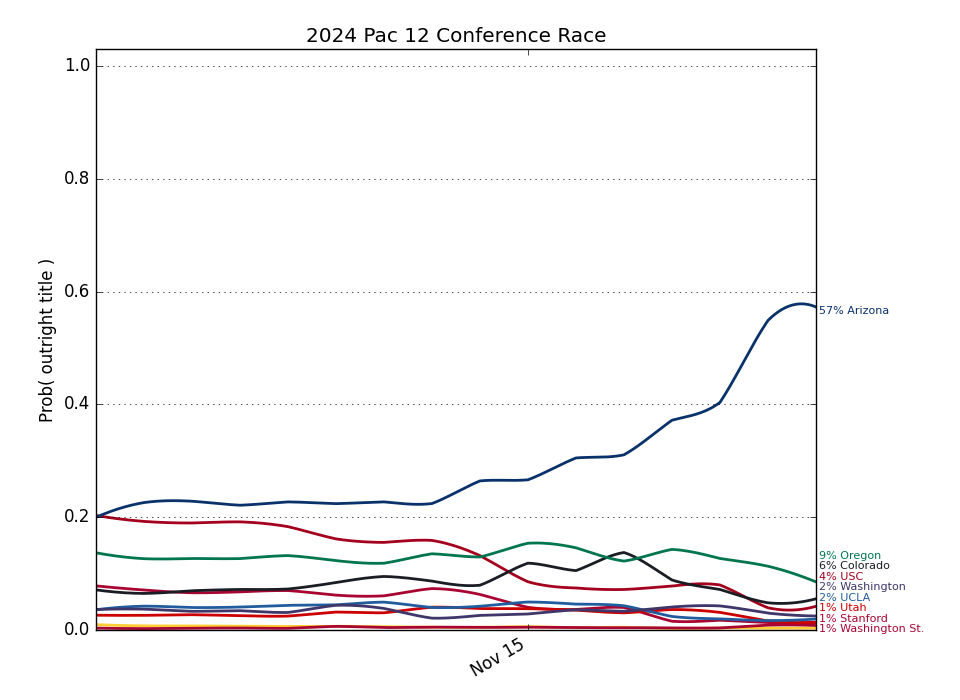 2024 Pac 12 Conference Race
1.0
0.8
0.6
0.4
0.2
0.0
Prob( outright title )
Nov 15
57% Arizona
9% Oregon
6% Colorado
4% USC
2% Washington
2% UCLA
1% Utah
1% Stanford
1% Washington St.